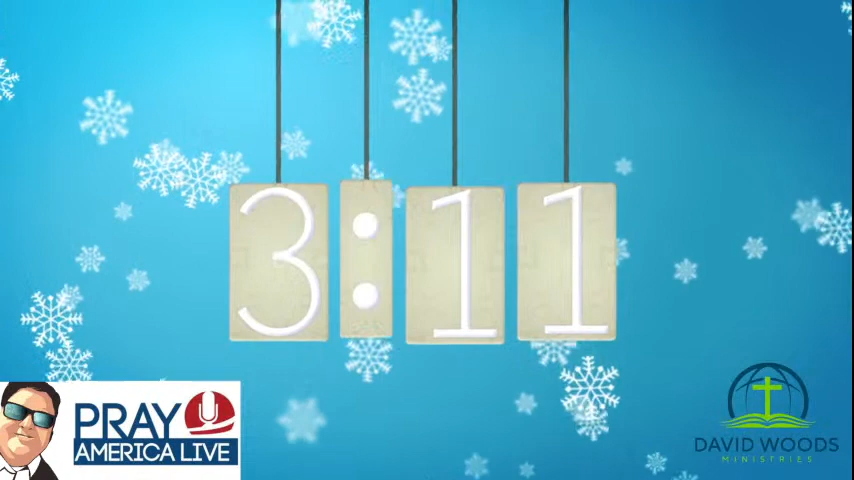 3:11
PRAY
AMERICA LIVE
DAVID WOODS
MINISTRIES